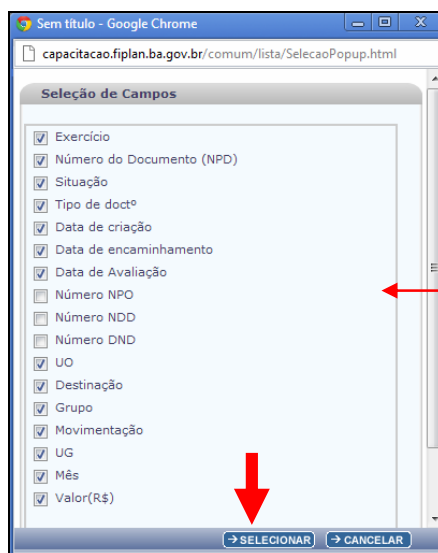 Sem título - Google Chrome
capacitacao.fiplan.ba.gov.br/comum/lista/SelecaoPopup.html
Seleção de Campos
Exercício
Número do Documento (NPD)
Situação
Tipo de doctº
Data de criação
Data de encaminhamento
Data de Avaliação
Número NPO
Número NDD
Número DND
UO
Destinação
Grupo
Movimentação
UG
Mês
Valor(R$)
SELECIONAR CANCELAR